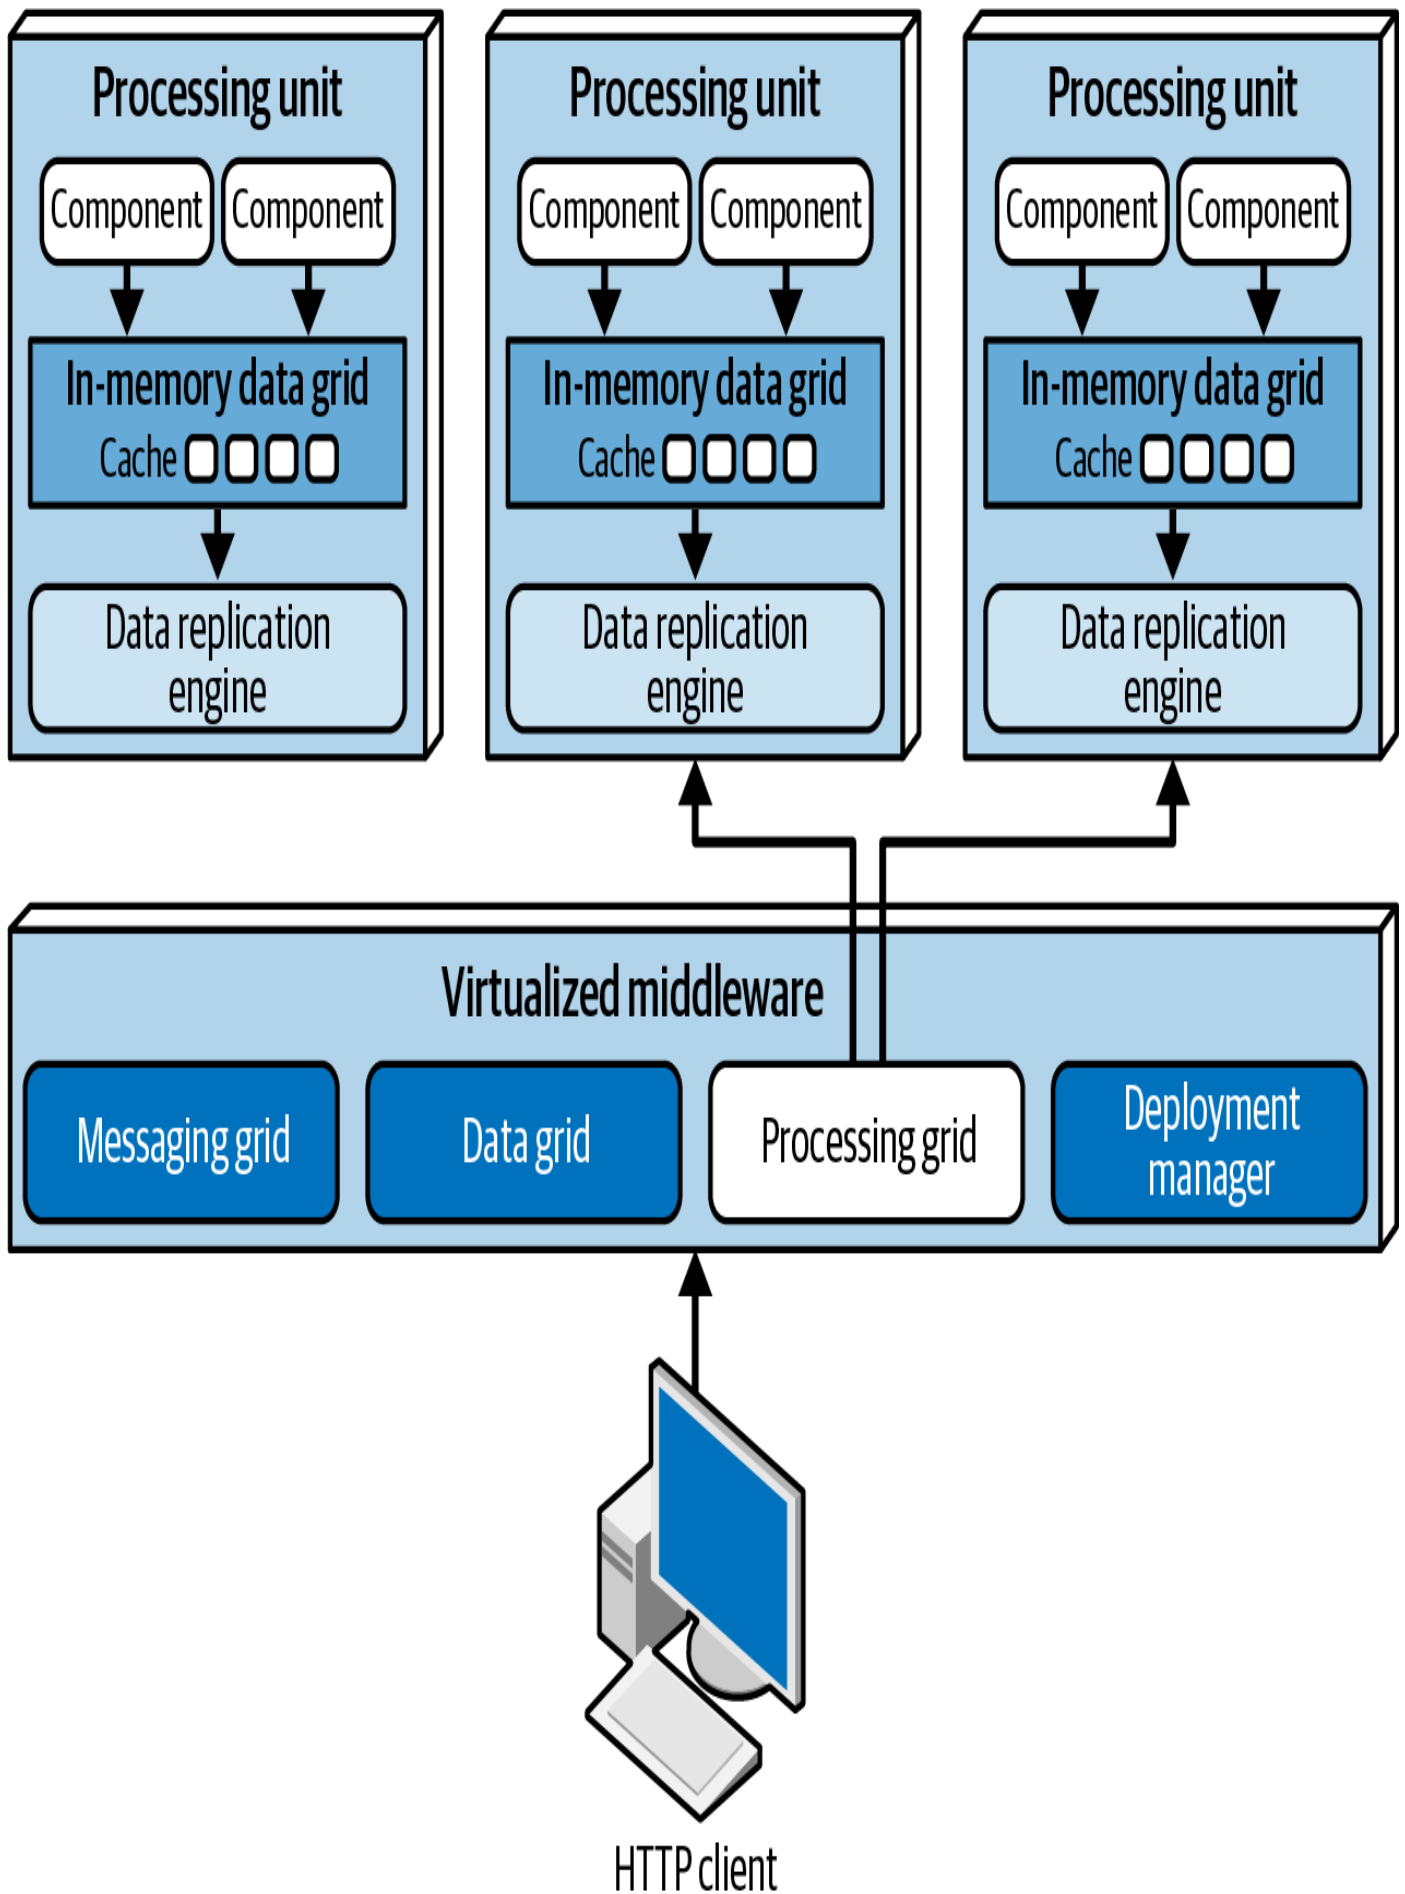 Processing unit
Component Component
In-memory data grid
Cache
Data replication
engine
Processing unit
Component Component
In-memory data grid
Cache
Data replication
engine
Processing unit
Component Component
In-memory data grid
Cache
Data replication
engine
Virtualized middleware
Messaging grid
Data grid
Processing grid
Deployment
manager
HTTP client